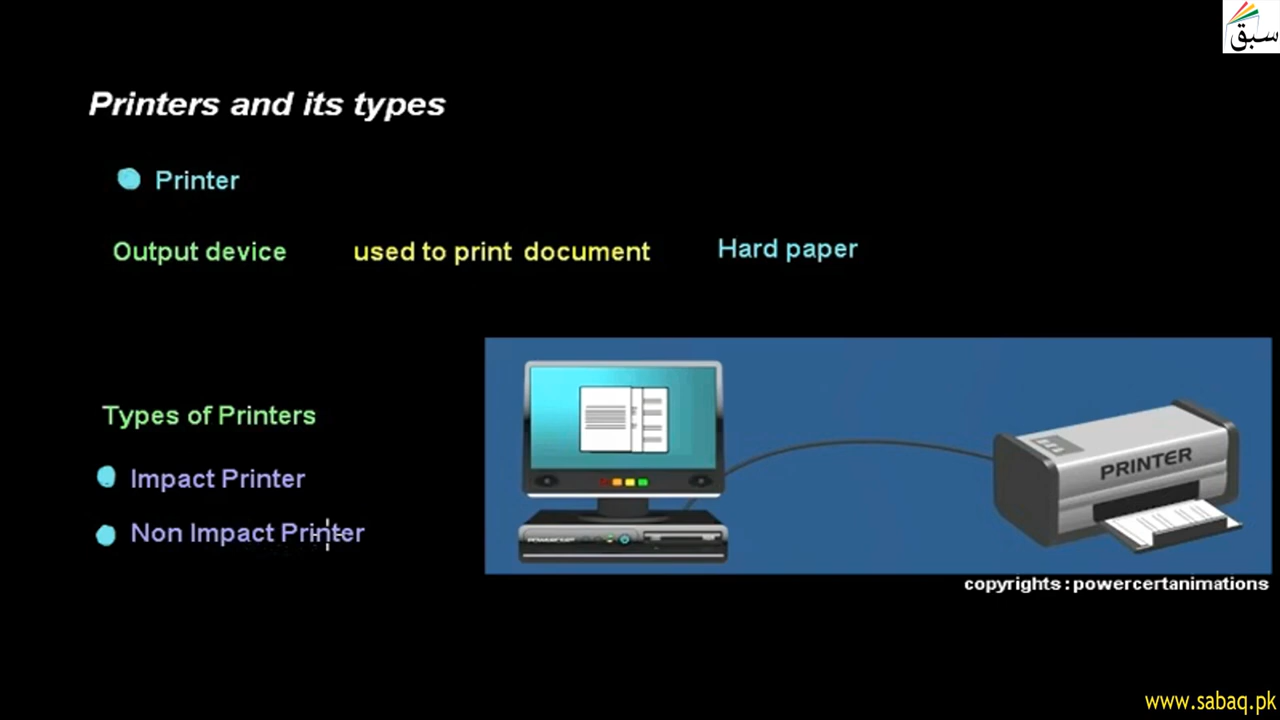 سبق
Printers and its types
Printer
Output device used to print document Hard paper
Types of Printers
Impact Printer
Non Impact Printer
PRINTER
copyrights : powercertanimations
www.sabaq.pk